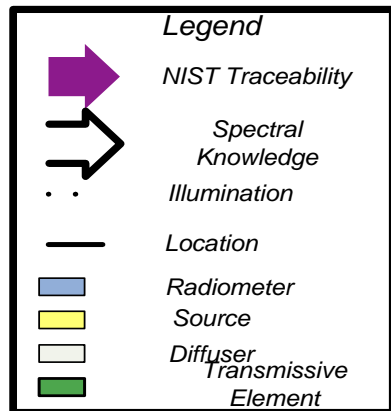 Legend
NIST Traceability
Spectral
Knowledge
Illumination
Location
Radiometer
Source
Diffuser
Transmissive
Element